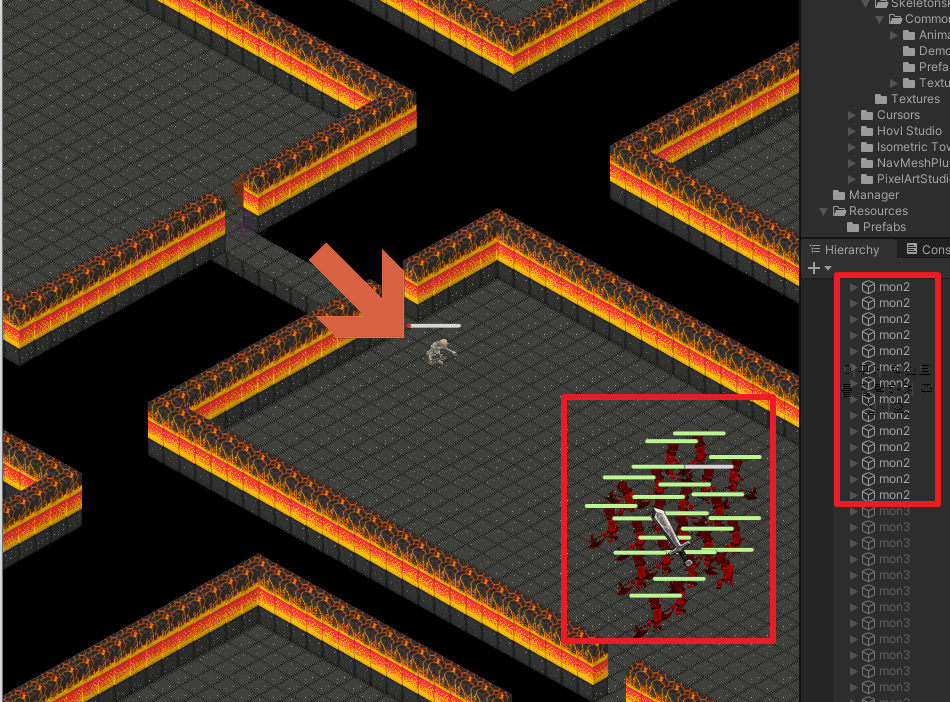 Skeletons
Common
Anima
Demo
Prefa
Textu
Textures
Cursors
Hovl Studio
Isometric Tow
NavMeshPlu
PixelArtStudi
Manager
Resources
Prefabs
Hierarchy
Cons
mon2
mon2
mon2
mon2
mon2
mon2
mon2
mon2
mon2
mon2
mon2
mon2
mon2
mon2
mon3
mon3
mon3
mon3
mon3
mon3
mon3
mon3
mon3
mon3
mon3
mon3